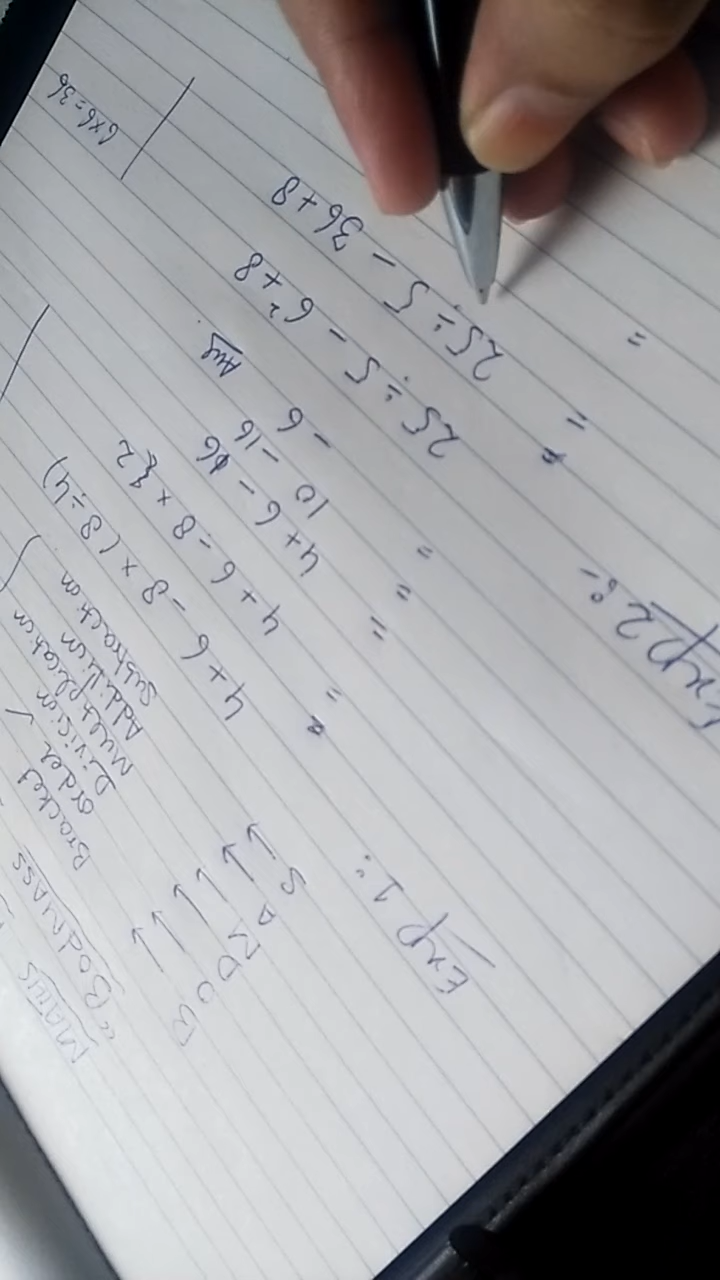 MATHS
"BODMASS
B → Bracket
O → order ✓
D → Division
M → Multiplication
A → Addition
S → Substraction
Exp 1:
* 4 + 6 - 8 × (8 ÷ 4)
= 4 + 6 - 8 × 2
= 4 + 6 - 16
= 10 - 16
= - 6 Ans
Exp 2:-
* 25 ÷ 5 - 6² + 8
= 25 ÷ 5 - 36 + 8
=
6×6=36